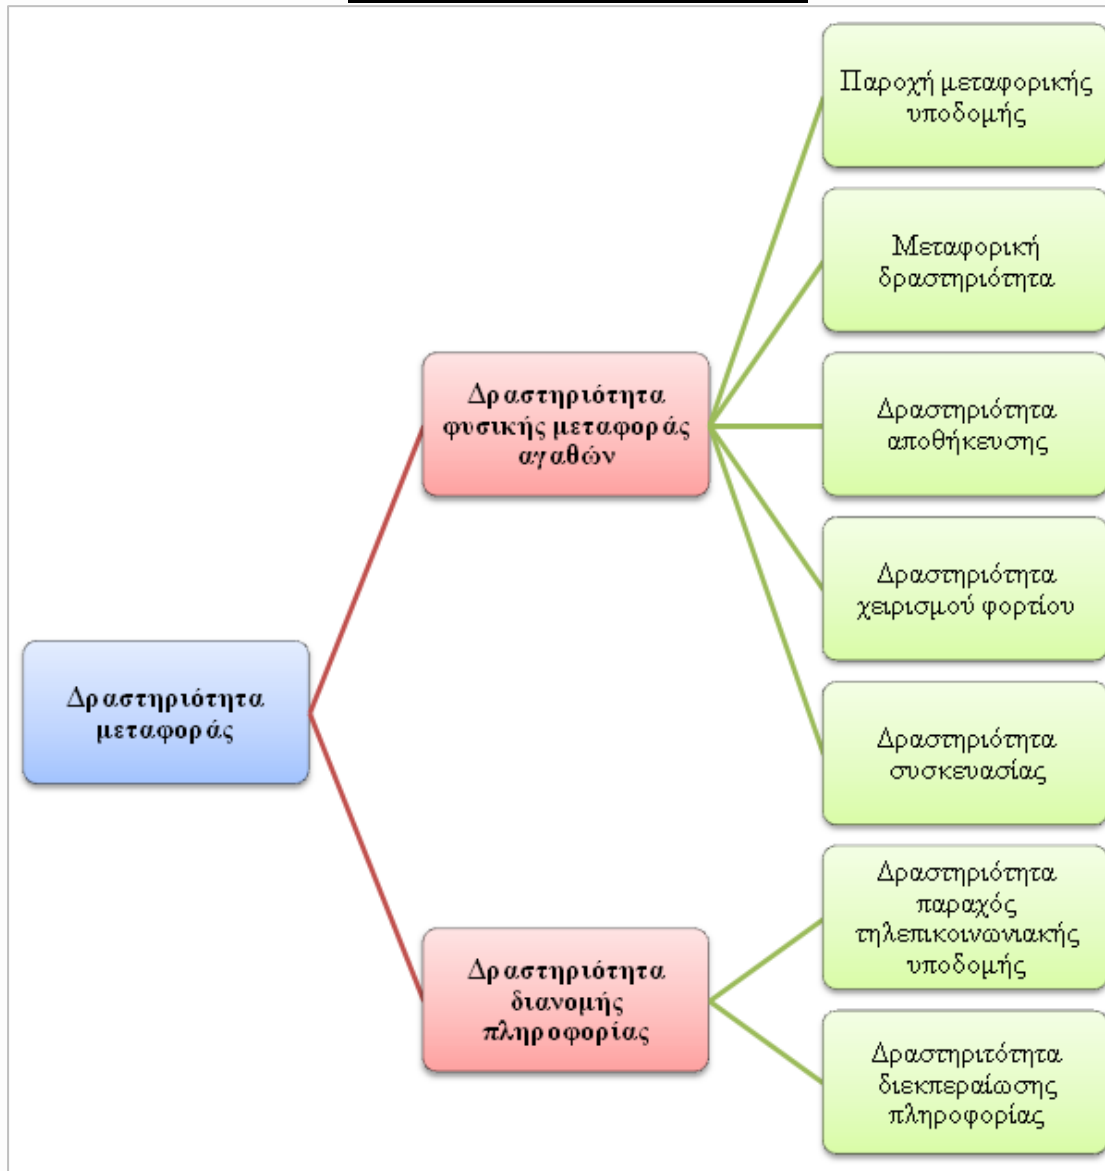 Παροχή μεταφορικής
υποδομής
Μεταφορική
δραστηριότητα
Δραστηριότητα
φυσικής μεταφοράς
αγαθών
Δραστηριότητα
αποθήκευσης
Δραστηριότητα
χειρισμού φορτίου
Δραστηριότητα
μεταφοράς
Δραστηριότητα
συσκευασίας
Δραστηριότητα
παραχός
τηλεπικοινωνιακής
υποδομής
Δραστηριότητα
διανομής
πληροφορίας
Δραστηριτότητα
διεκπεραίωσης
πληροφορίας